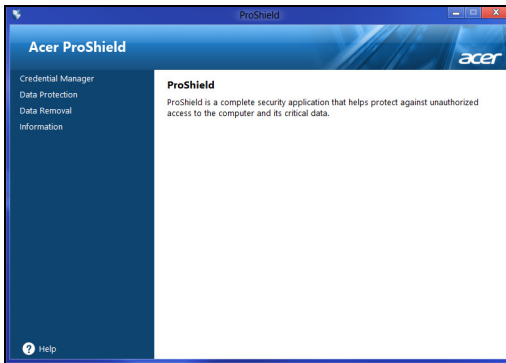 ProShield
Acer ProShield
acer
Credential Manager
Data Protection
Data Removal
Information
ProShield
ProShield is a complete security application that helps protect against unauthorized
access to the computer and its critical data.
? Help